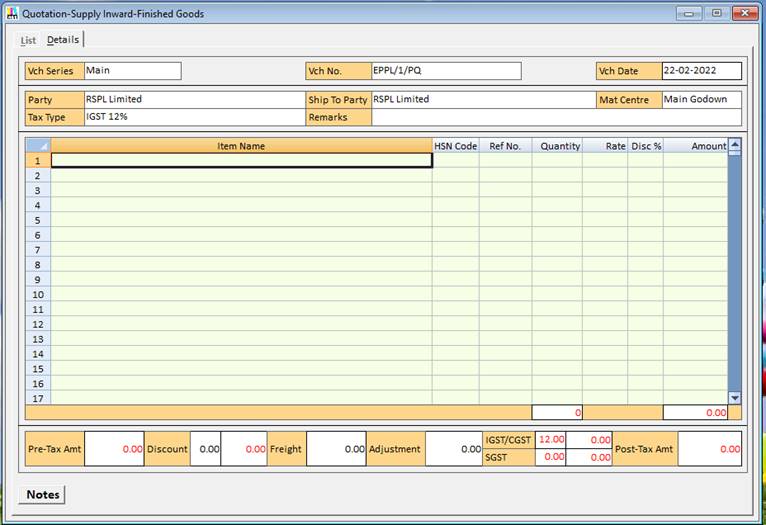 Quotation-Supply Inward-Finished Goods
List Details
Vch Series Main Vch No. EPPL/1/PQ Vch Date 22-02-2022
Party RSPL Limited Ship To Party RSPL Limited Mat Centre Main Godown
Tax Type IGST 12% Remarks
Item Name HSN Code Ref No. Quantity Rate Disc % Amount
1
2
3
4
5
6
7
8
9
10
11
12
13
14
15
16
17
0 0.00
Pre-Tax Amt 0.00 Discount 0.00 0.00 Freight 0.00 Adjustment 0.00 IGST/CGST 12.00 0.00 Post-Tax Amt 0.00
SGST 0.00 0.00
Notes